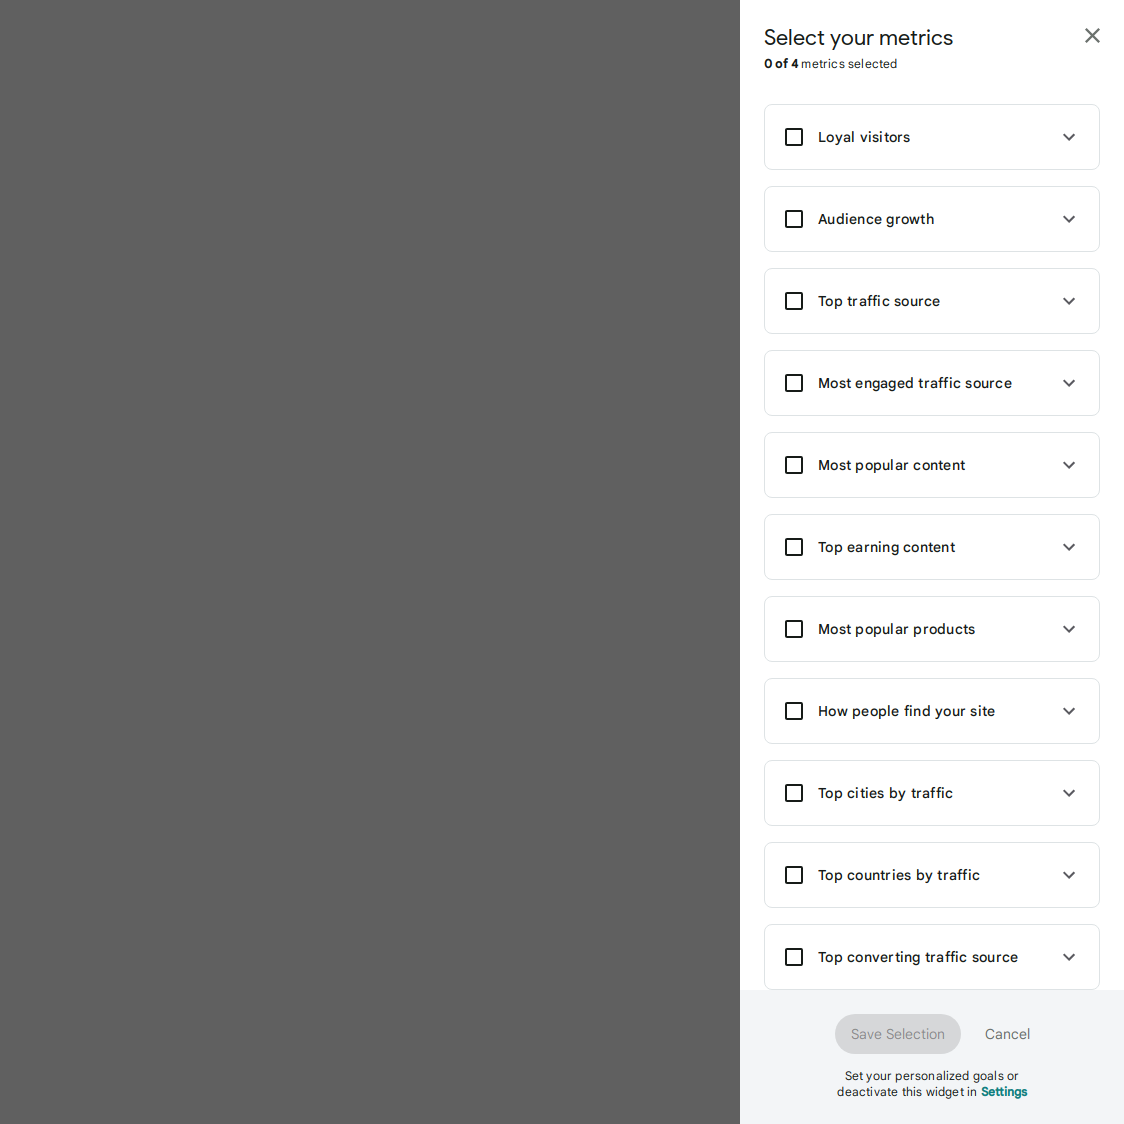 Select your metrics
0 of 4 metrics selected
Loyal visitors
Audience growth
Top traffic source
Most engaged traffic source
Most popular content
Top earning content
Most popular products
How people find your site
Top cities by traffic
Top countries by traffic
Top converting traffic source
Save Selection
Cancel
Set your personalized goals or
deactivate this widget in Settings